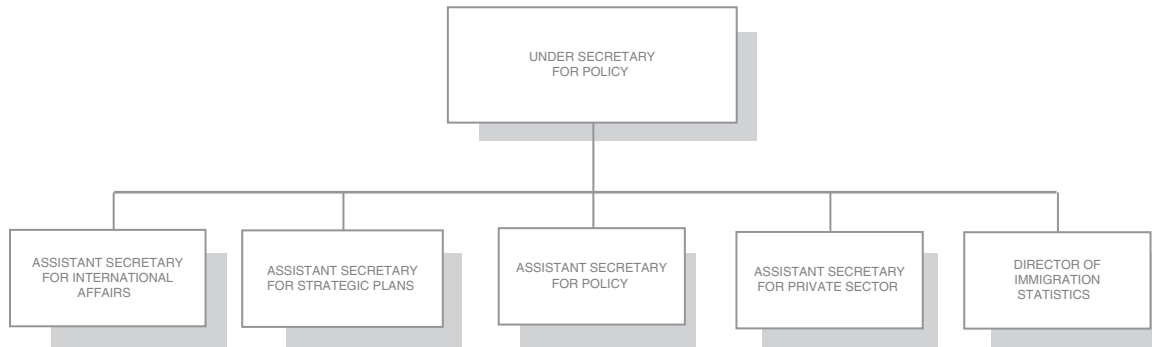 UNDER SECRETARY
FOR POLICY
ASSISTANT SECRETARY
FOR INTERNATIONAL
AFFAIRS
ASSISTANT SECRETARY
FOR STRATEGIC PLANS
ASSISTANT SECRETARY
FOR POLICY
ASSISTANT SECRETARY
FOR PRIVATE SECTOR
DIRECTOR OF
IMMIGRATION
STATISTICS